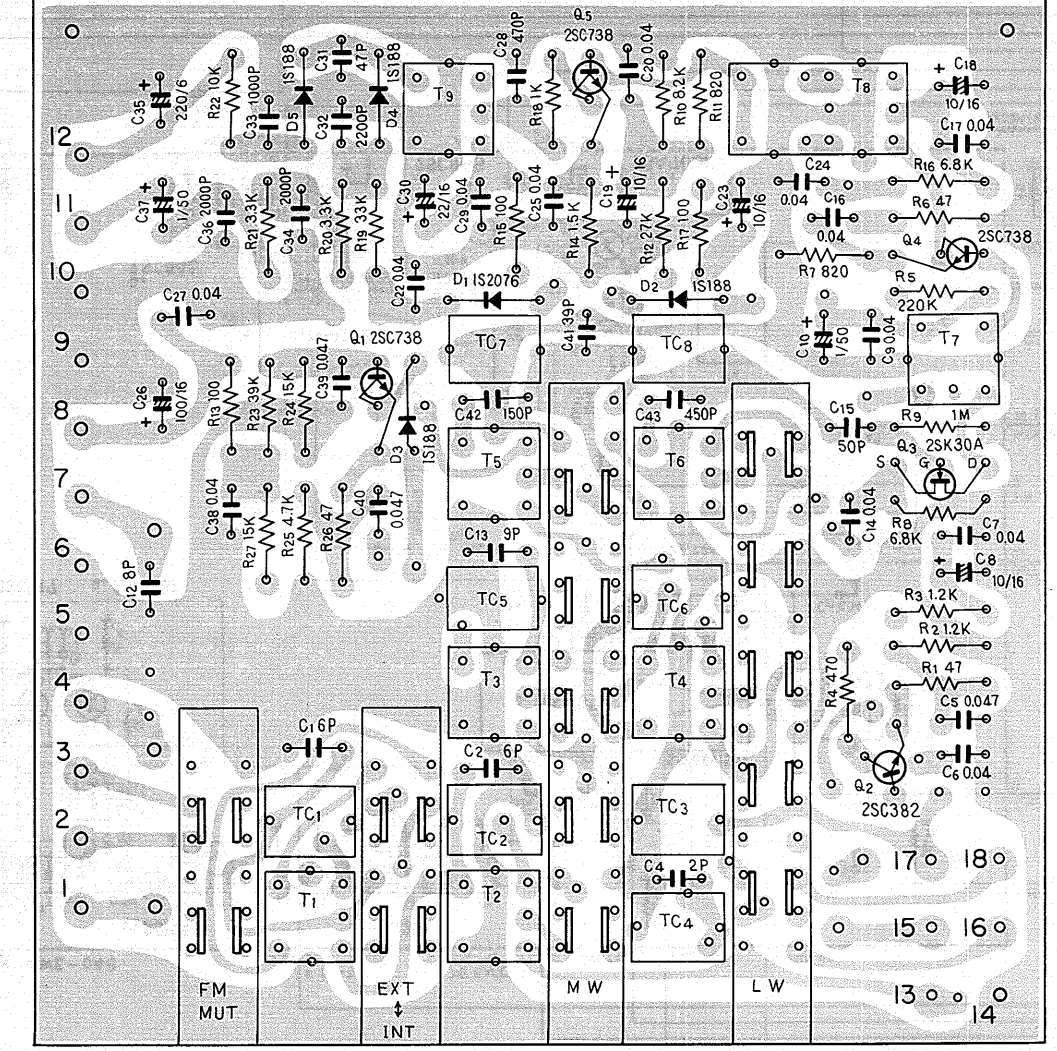 Q5
2SC738
C35
220/6
R22 10K
C33 1000P
D5 1S188
C31
47P
C32
2200P
D4
1S188
T9
C28
470P
R18 1K
C20 0.04
R10 8.2K
R11 820
T8
C18
10/16
C17 0.04
12
C37
1/50
C36
2000P
R21 3.3K
C34
2000P
R20 3.3K
R19 33K
C30
22/16
C29 0.04
R15 100
C25 0.04
R14 1.5K
C19
10/16
R12 27K
R17 100
C23
10/16
C24
0.04
C16
0.04
R16 6.8K
R6 47
Q4
2SC738
11
R7 820
R5
220K
10
C22 0.04
D1 1S2076
D2
1S188
C27 0.04
Q1 2SC738
TC7
C41 39P
TC8
C10
1/50
C9 0.04
T7
9
C26
100/16
R13 100
R23 39K
R24 15K
C39 0.047
D3
1S188
C42
150P
C43
450P
C15
50P
R9 1M
8
T5
T6
Q3 2SK30A
S G D
7
C38 0.04
R27 15K
R25 4.7K
R26 47
C40
0.047
C14 0.04
R8
6.8K
C7
0.04
C13 9P
C8
10/16
6
C12 8P
TC5
TC6
R3 1.2K
5
R2 1.2K
T3
T4
R4 470
R1 47
4
C5 0.047
C1 6P
C2 6P
C6 0.04
3
Q2
2SC382
TC1
TC2
TC3
2
C4 2P
17
18
1
T1
T2
TC4
15
16
FM
MUT
EXT
↕
INT
MW
LW
13
14